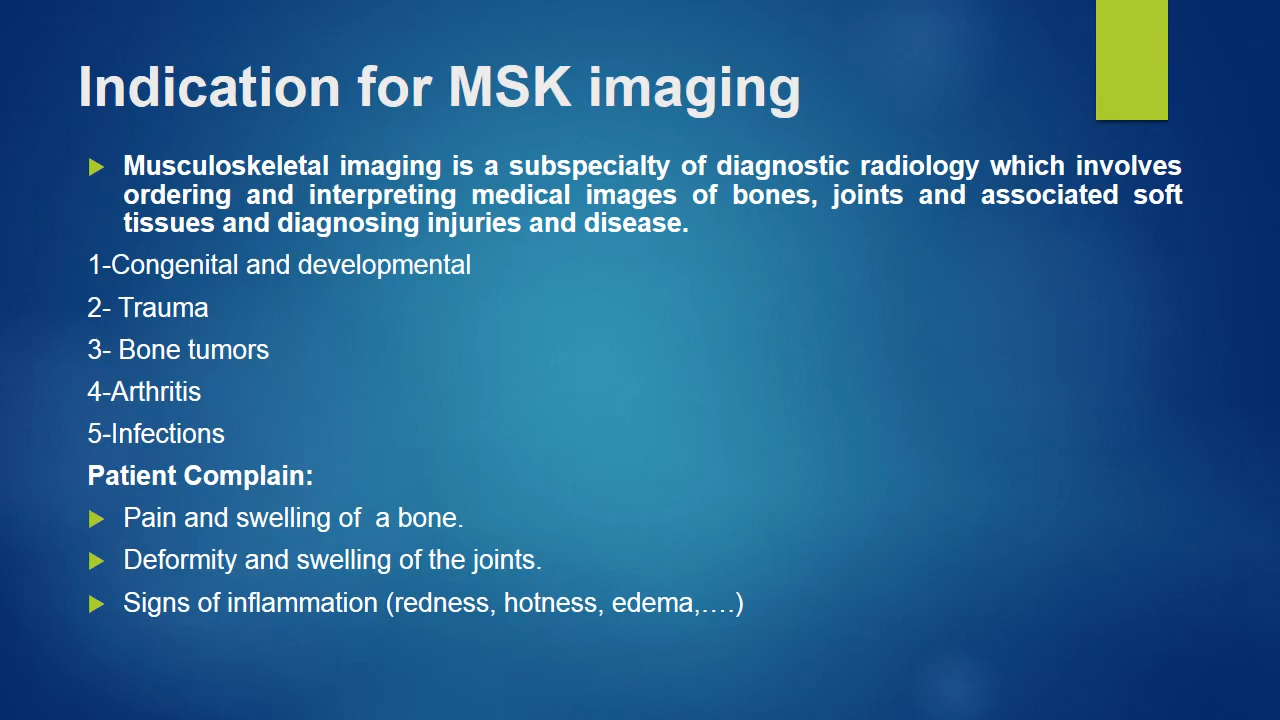 Indication for MSK imaging
Musculoskeletal imaging is a subspecialty of diagnostic radiology which involves
ordering and interpreting medical images of bones, joints and associated soft
tissues and diagnosing injuries and disease.
1-Congenital and developmental
2- Trauma
3- Bone tumors
4-Arthritis
5-Infections
Patient Complain:
Pain and swelling of  a bone.
Deformity and swelling of the joints.
Signs of inflammation (redness, hotness, edema,….)